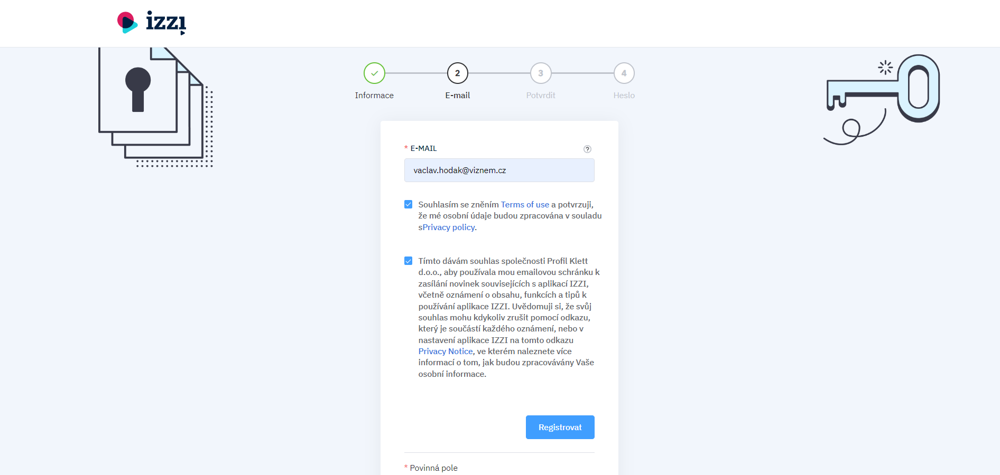 izzi
2
3
4
Informace
E-mail
Potvrdit
Heslo
* E-MAIL
?
vaclav.hodak@viznem.cz
Souhlasím se zněním Terms of use a potvrzuji,
že mé osobní údaje budou zpracována v souladu
sPrivacy policy.
Tímto dávám souhlas společnosti Profil Klett
d.o.o., aby používala mou emailovou schránku k
zasílání novinek souvisejících s aplikací IZZI,
včetně oznámení o obsahu, funkcích a tipů k
používání aplikace IZZI. Uvědomuji si, že svůj
souhlas mohu kdykoliv zrušit pomocí odkazu,
který je součástí každého oznámení, nebo v
nastavení aplikace IZZI na tomto odkazu
Privacy Notice, ve kterém naleznete více
informací o tom, jak budou zpracovávány Vaše
osobní informace.
Registrovat
* Povinná pole